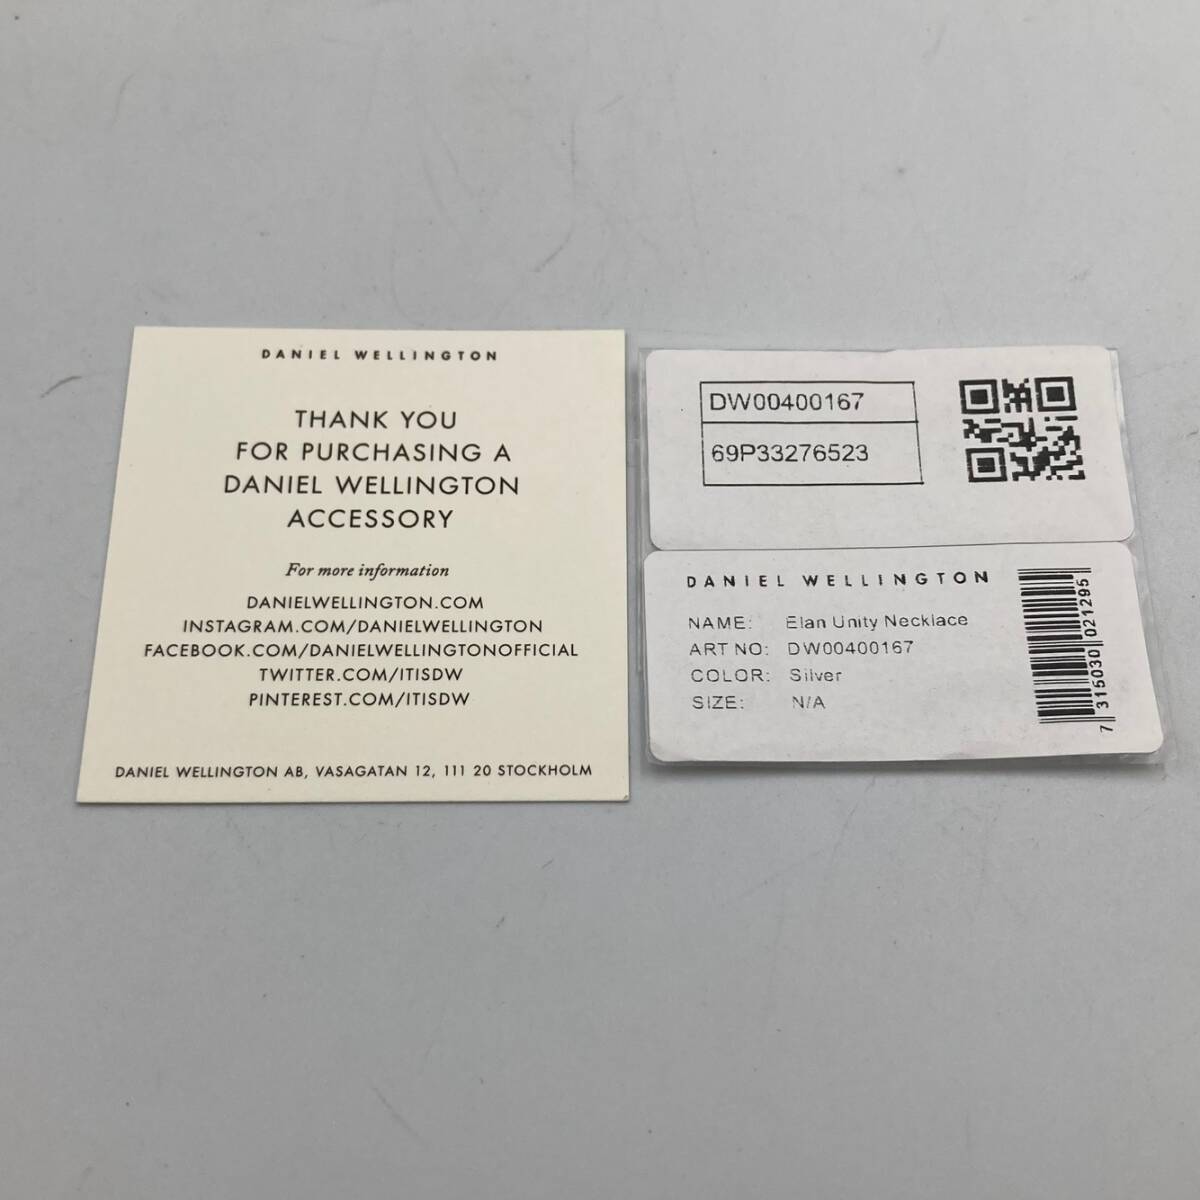 DANIEL WELLINGTON
THANK YOU
FOR PURCHASING A
DANIEL WELLINGTON
ACCESSORY
For more information
DANIELWELLINGTON.COM
INSTAGRAM.COM/DANIELWELLINGTON
FACEBOOK.COM/DANIELWELLINGTONOFFICIAL
TWITTER.COM/ITISDW
PINTEREST.COM/ITISDW
DANIEL WELLINGTON AB, VASAGATAN 12, 111 20 STOCKHOLM
DW00400167
69P33276523
DANIEL WELLINGTON
NAME: Elan Unity Necklace
ART NO: DW00400167
COLOR: Silver
SIZE: N/A
7 315030 021295